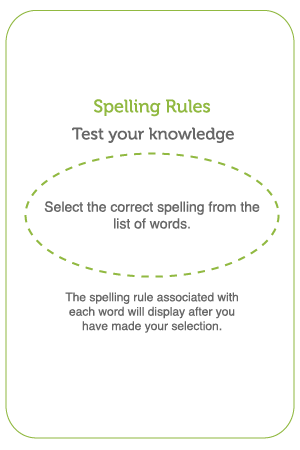 Spelling Rules
Test your knowledge
Select the correct spelling from the
list of words.
The spelling rule associated with
each word will display after you
have made your selection.